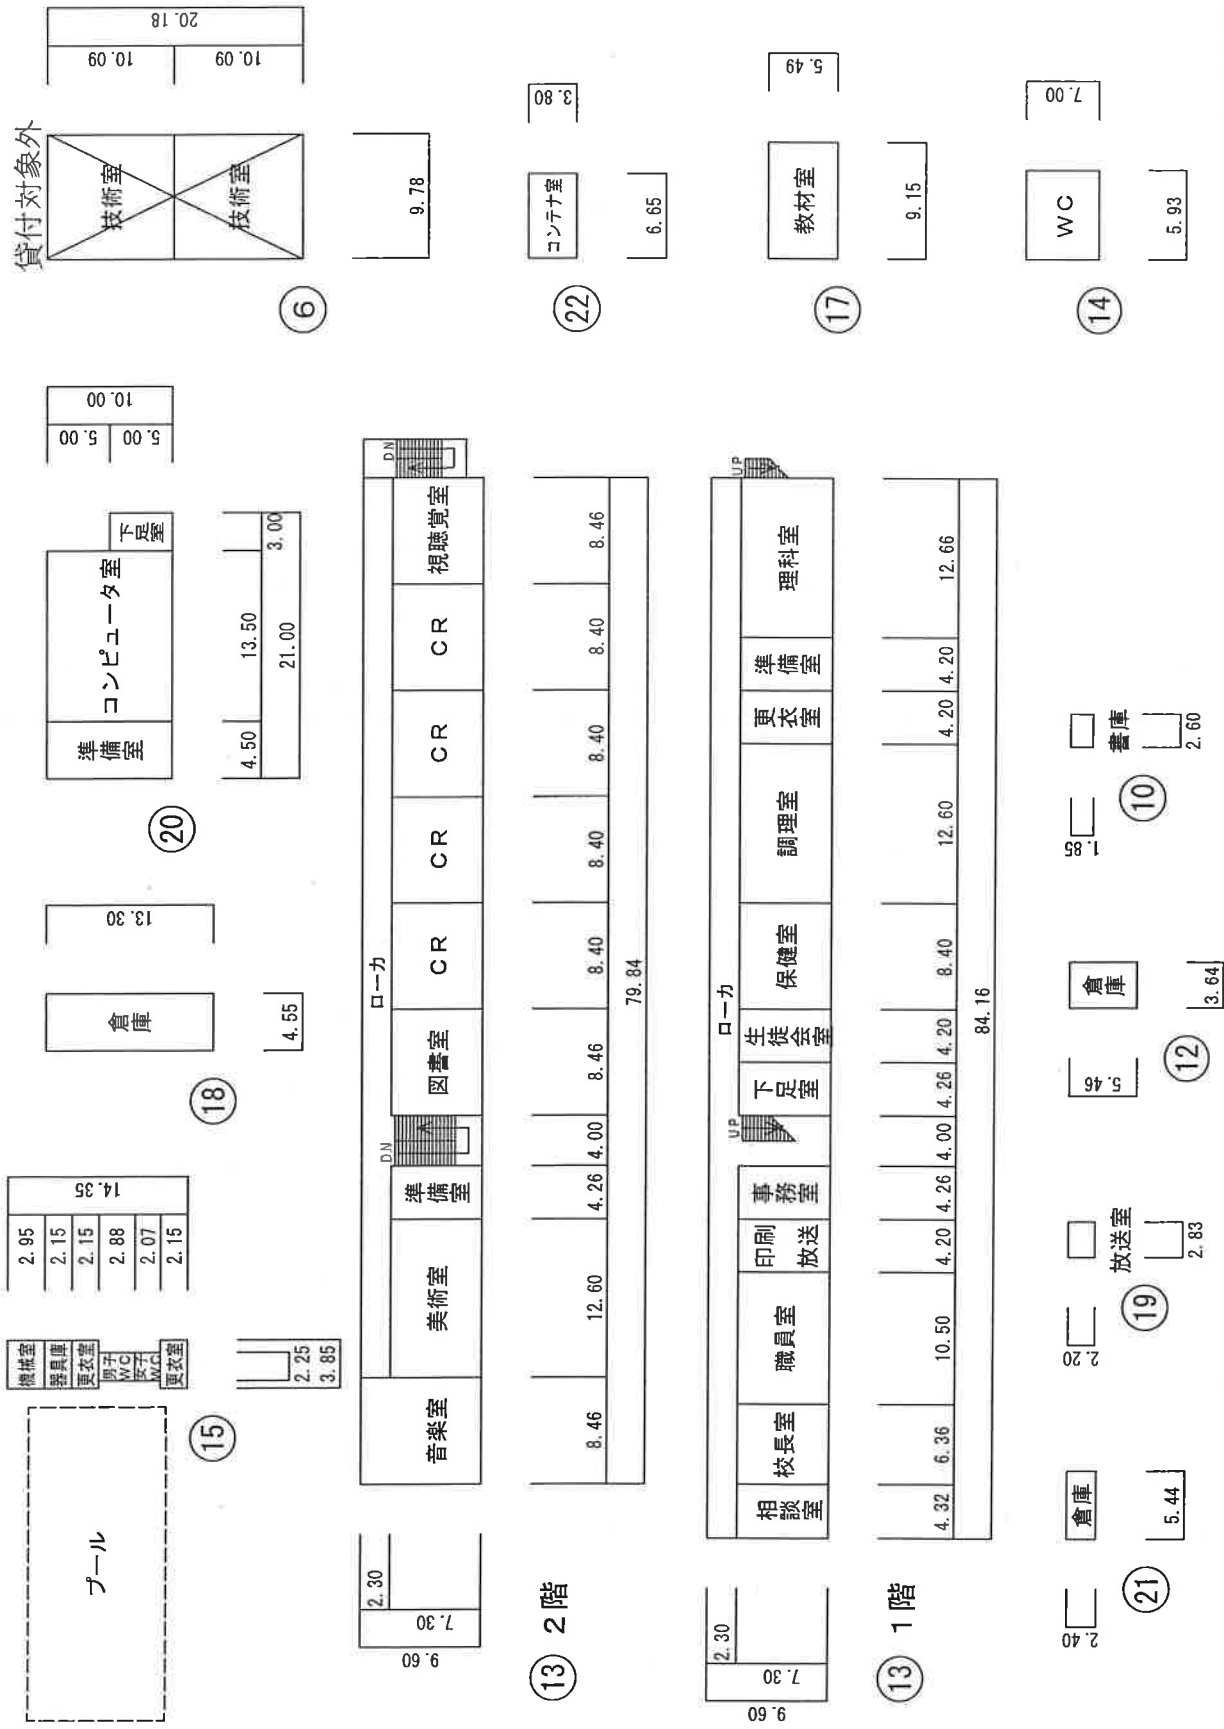 プール
機械室
器具庫
更衣室
男子
WC
女子
WC
更衣室
2.95
2.15
2.15
2.88
2.07
2.15
14.35
2.25
3.85
⑮
倉庫
13.30
4.55
⑱
準備室
コンピュータ室
下足室
5.00
5.00
10.00
4.50
13.50
3.00
21.00
⑳
貸付対象外
技術室
技術室
10.09
10.09
20.18
9.78
⑥
ローカ
音楽室
美術室
準備室
DN
図書室
CR
CR
CR
CR
視聴覚室
DN
2.30
7.30
9.60
8.46
12.60
4.26
4.00
8.46
8.40
8.40
8.40
8.40
8.46
79.84
⑬ 2階
コンテナ室
3.80
6.65
㉒
ローカ
相談室
校長室
職員室
印刷
放送
事務室
UP
下足室
生徒会室
保健室
調理室
更衣室
準備室
理科室
UP
2.30
7.30
9.60
4.32
6.36
10.50
4.20
4.26
4.00
4.26
4.20
8.40
12.60
4.20
4.20
12.66
84.16
⑬ 1階
教材室
5.49
9.15
⑰
倉庫
2.40
5.44
㉑
放送室
2.20
2.83
⑲
倉庫
5.46
3.64
⑫
書庫
1.85
2.60
⑩
WC
7.00
5.93
⑭